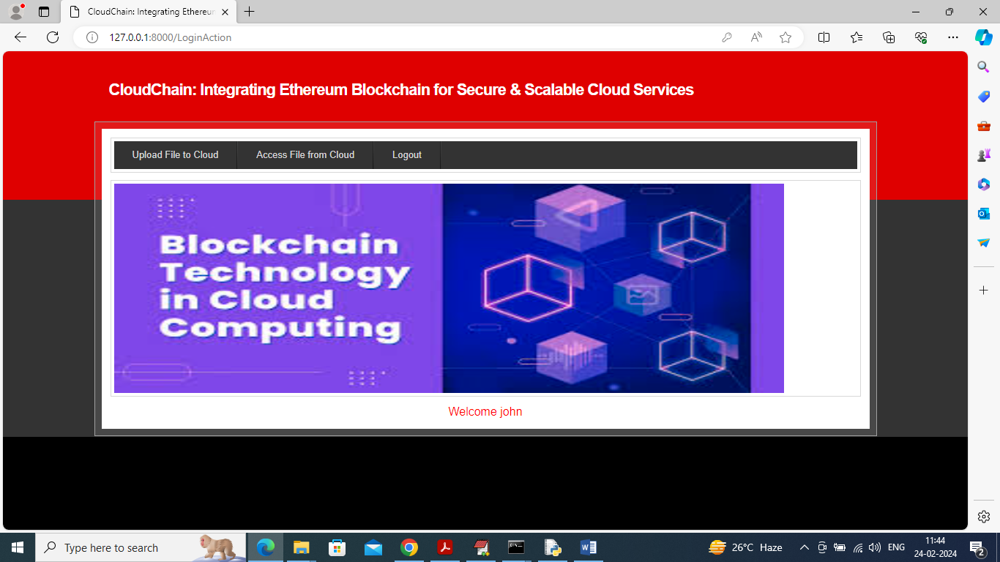 CloudChain: Integrating Ethereur
127.0.0.1:8000/LoginAction
CloudChain: Integrating Ethereum Blockchain for Secure & Scalable Cloud Services
Upload File to Cloud Access File from Cloud Logout
Blockchain
Technology
in Cloud
Computing
Welcome john
Type here to search
26°C Haze
ENG
11:44
24-02-2024
2